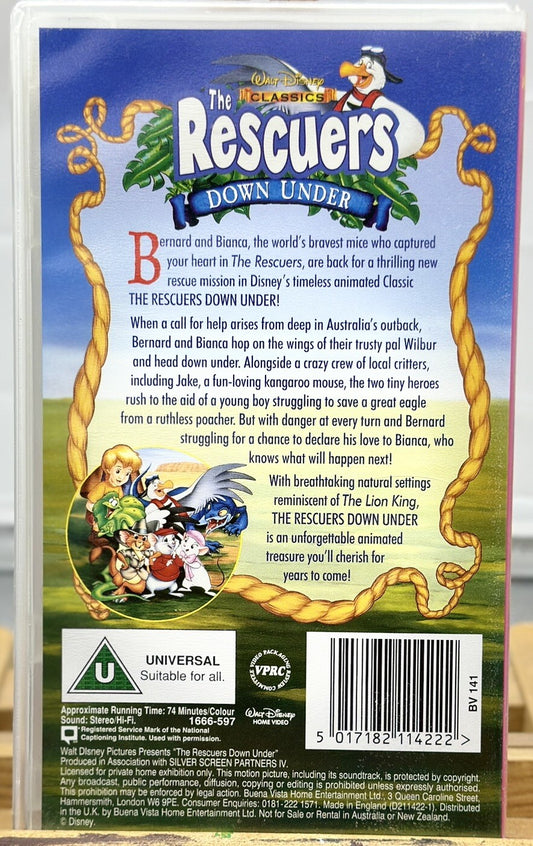 WALT DISNEY
CLASSICS
The
RESCUERS
DOWN UNDER
Bernard and Bianca, the world's bravest mice who captured
your heart in The Rescuers, are back for a thrilling new
rescue mission in Disney's timeless animated Classic
THE RESCUERS DOWN UNDER!
When a call for help arises from deep in Australia's outback,
Bernard and Bianca hop on the wings of their trusty pal Wilbur
and head down under. Alongside a crazy crew of local critters,
including Jake, a fun-loving kangaroo mouse, the two tiny heroes
rush to the aid of a young boy struggling to save a great eagle
from a ruthless poacher. But with danger at every turn and Bernard
struggling for a chance to declare his love to Bianca, who
knows what will happen next!
With breathtaking natural settings
reminiscent of The Lion King,
THE RESCUERS DOWN UNDER
is an unforgettable animated
treasure you'll cherish for
years to come!
U
UNIVERSAL
Suitable for all.
VIDEO PACKAGING REVIEW COMMITTEE
VPRC
WALT DISNEY
HOME VIDEO
BV 141
5 017182 114222 >
Approximate Running Time: 74 Minutes/Colour
Sound: Stereo/Hi-Fi. 1666-597
Registered Service Mark of the National
Captioning Institute. Used with permission.
Walt Disney Pictures Presents "The Rescuers Down Under"
Produced in Association with SILVER SCREEN PARTNERS IV.
Licensed for private home exhibition only. This motion picture, including its soundtrack, is protected by copyright.
Any broadcast, public performance, diffusion, copying or editing is prohibited unless expressly authorised.
This prohibition may be enforced by legal action. Buena Vista Home Entertainment Ltd.; 3 Queen Caroline Street,
Hammersmith, London W6 9PE. Consumer Enquiries: 0181-222 1571. Made in England (D211422-1). Distributed
in the U.K. by Buena Vista Home Entertainment Ltd. Not for Sale or Rental in Australia or New Zealand.
© Disney.